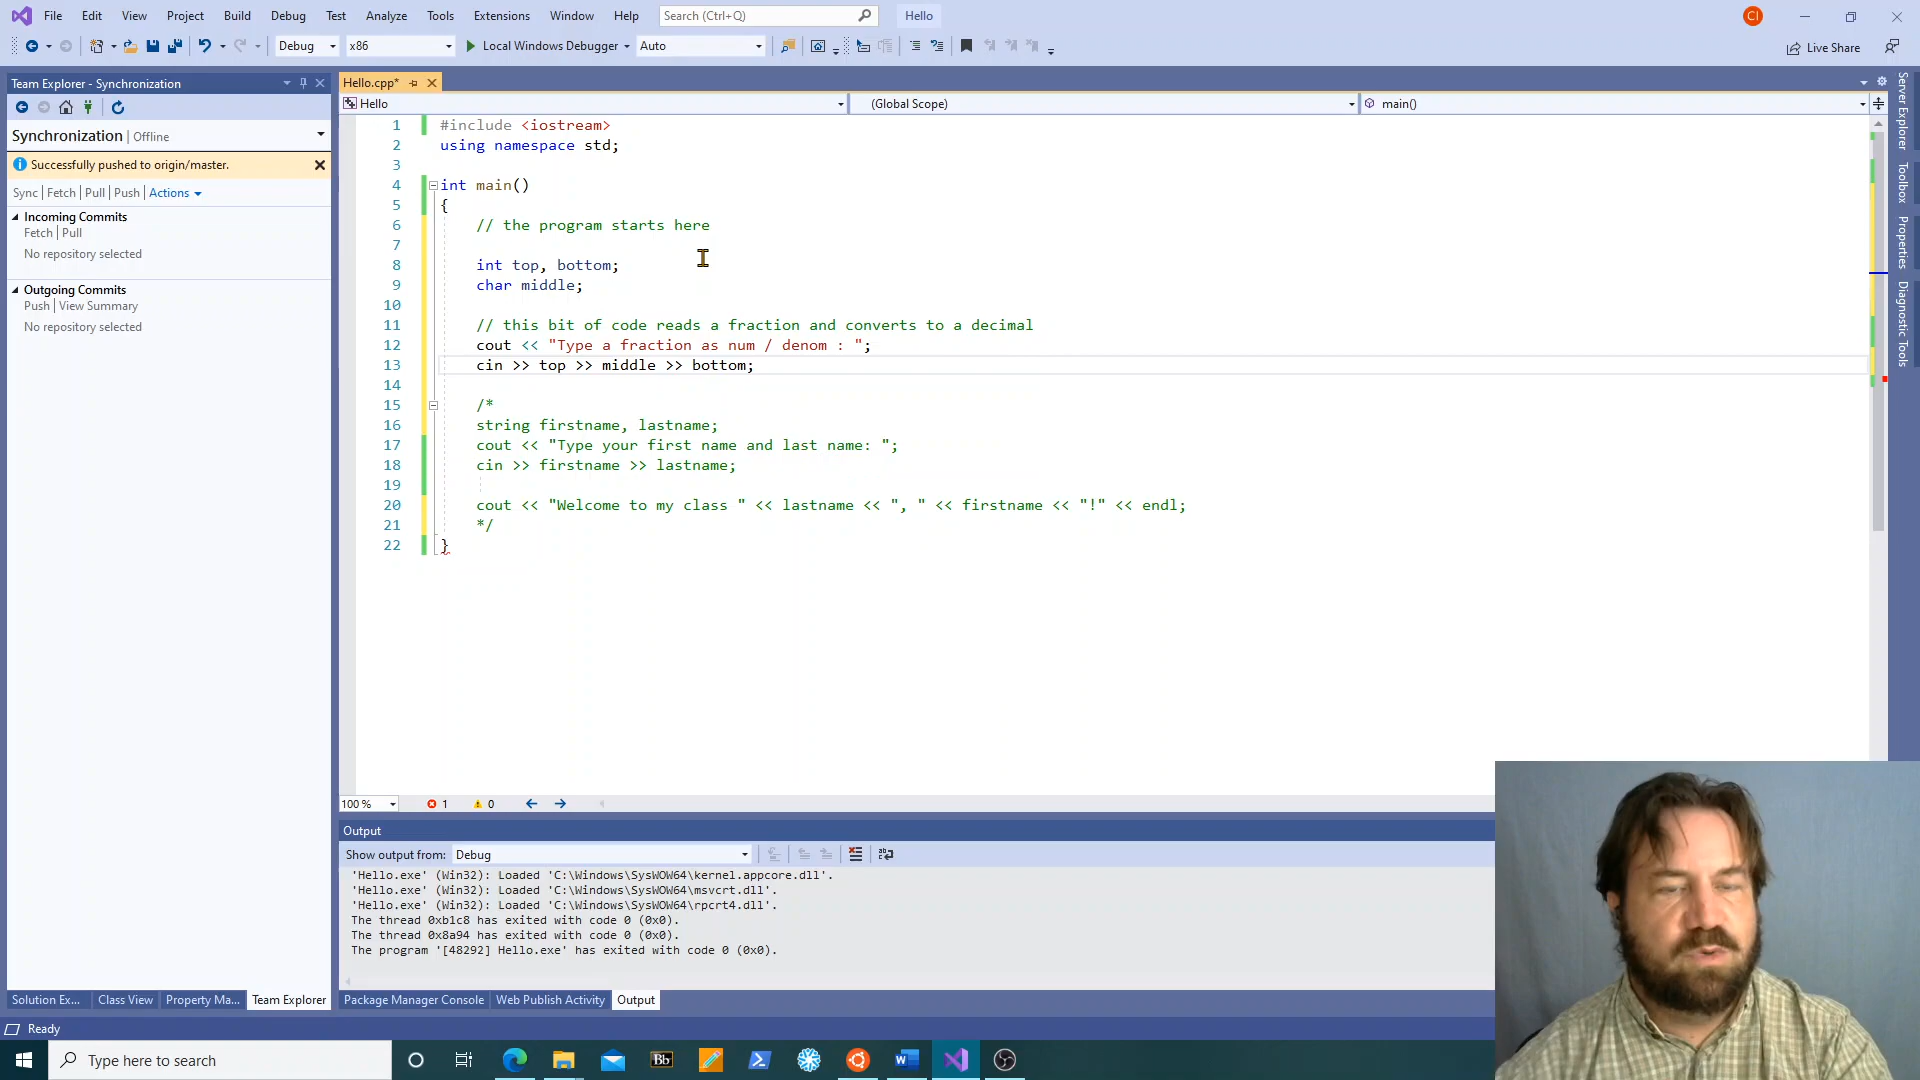 File Edit View Project Build Debug Test Analyze Tools Extensions Window Help Search (Ctrl+Q) Hello CI
Debug x86 Local Windows Debugger Auto Live Share
Team Explorer - Synchronization
Synchronization | Offline
Successfully pushed to origin/master.
Sync | Fetch | Pull | Push | Actions
Incoming Commits
Fetch | Pull
No repository selected
Outgoing Commits
Push | View Summary
No repository selected
Solution Ex... Class View Property Ma... Team Explorer
Hello.cpp*
Hello (Global Scope) main()
1 #include <iostream>
2 using namespace std;
3
4 int main()
5 {
6 // the program starts here
7
8 int top, bottom;
9 char middle;
10
11 // this bit of code reads a fraction and converts to a decimal
12 cout << "Type a fraction as num / denom : ";
13 cin >> top >> middle >> bottom;
14
15 /*
16 string firstname, lastname;
17 cout << "Type your first name and last name: ";
18 cin >> firstname >> lastname;
19
20 cout << "Welcome to my class " << lastname << ", " << firstname << "!" << endl;
21 */
22 }
100 % 1 0
Output
Show output from: Debug
'Hello.exe' (Win32): Loaded 'C:\Windows\SysWOW64\kernel.appcore.dll'.
'Hello.exe' (Win32): Loaded 'C:\Windows\SysWOW64\msvcrt.dll'.
'Hello.exe' (Win32): Loaded 'C:\Windows\SysWOW64\rpcrt4.dll'.
The thread 0xb1c8 has exited with code 0 (0x0).
The thread 0x8a94 has exited with code 0 (0x0).
The program '[48292] Hello.exe' has exited with code 0 (0x0).
Package Manager Console Web Publish Activity Output
Server Explorer
Toolbox
Properties
Diagnostic Tools
Ready
Type here to search
Bb